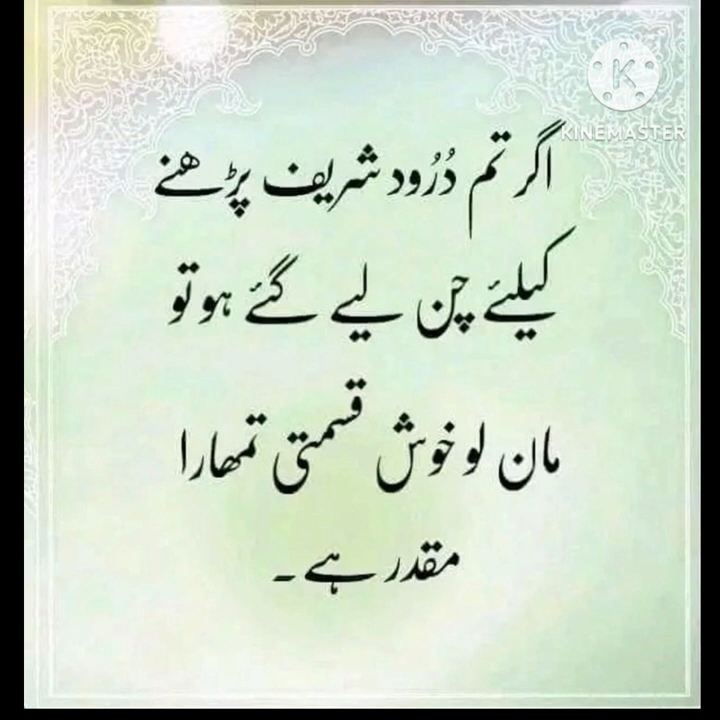 KINEMASTER
اگر تم دُرُود شریف پڑھنے
کیلئے چن لیے گئے ہو تو
مان لو خوش قسمتی تمھارا
مقدر ہے ۔